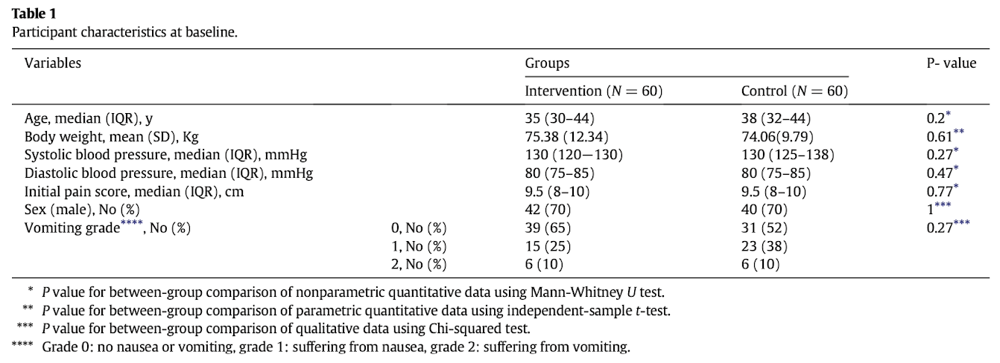 Table 1
Participant characteristics at baseline.
Variables Groups P- value
Intervention (N = 60) Control (N = 60)
Age, median (IQR), y 35 (30–44) 38 (32–44) 0.2*
Body weight, mean (SD), Kg 75.38 (12.34) 74.06(9.79) 0.61**
Systolic blood pressure, median (IQR), mmHg 130 (120−130) 130 (125–138) 0.27*
Diastolic blood pressure, median (IQR), mmHg 80 (75–85) 80 (75–85) 0.47*
Initial pain score, median (IQR), cm 9.5 (8–10) 9.5 (8–10) 0.77*
Sex (male), No (%) 42 (70) 40 (70) 1***
Vomiting grade****, No (%) 0, No (%) 39 (65) 31 (52) 0.27***
1, No (%) 15 (25) 23 (38)
2, No (%) 6 (10) 6 (10)
* P value for between-group comparison of nonparametric quantitative data using Mann-Whitney U test.
** P value for between-group comparison of parametric quantitative data using independent-sample t-test.
*** P value for between-group comparison of qualitative data using Chi-squared test.
**** Grade 0: no nausea or vomiting, grade 1: suffering from nausea, grade 2: suffering from vomiting.